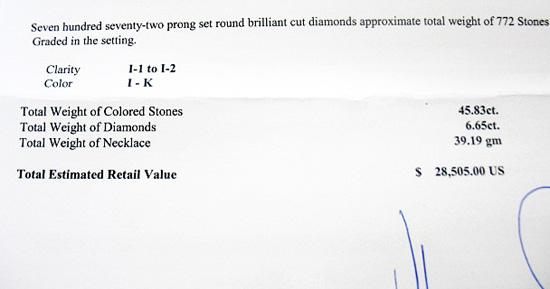 Seven hundred seventy-two prong set round brilliant cut diamonds approximate total weight of 772 Stones
Graded in the setting.
Clarity I-1 to I-2
Color I - K
Total Weight of Colored Stones 45.83ct.
Total Weight of Diamonds 6.65ct.
Total Weight of Necklace 39.19 gm
Total Estimated Retail Value $ 28,505.00 US